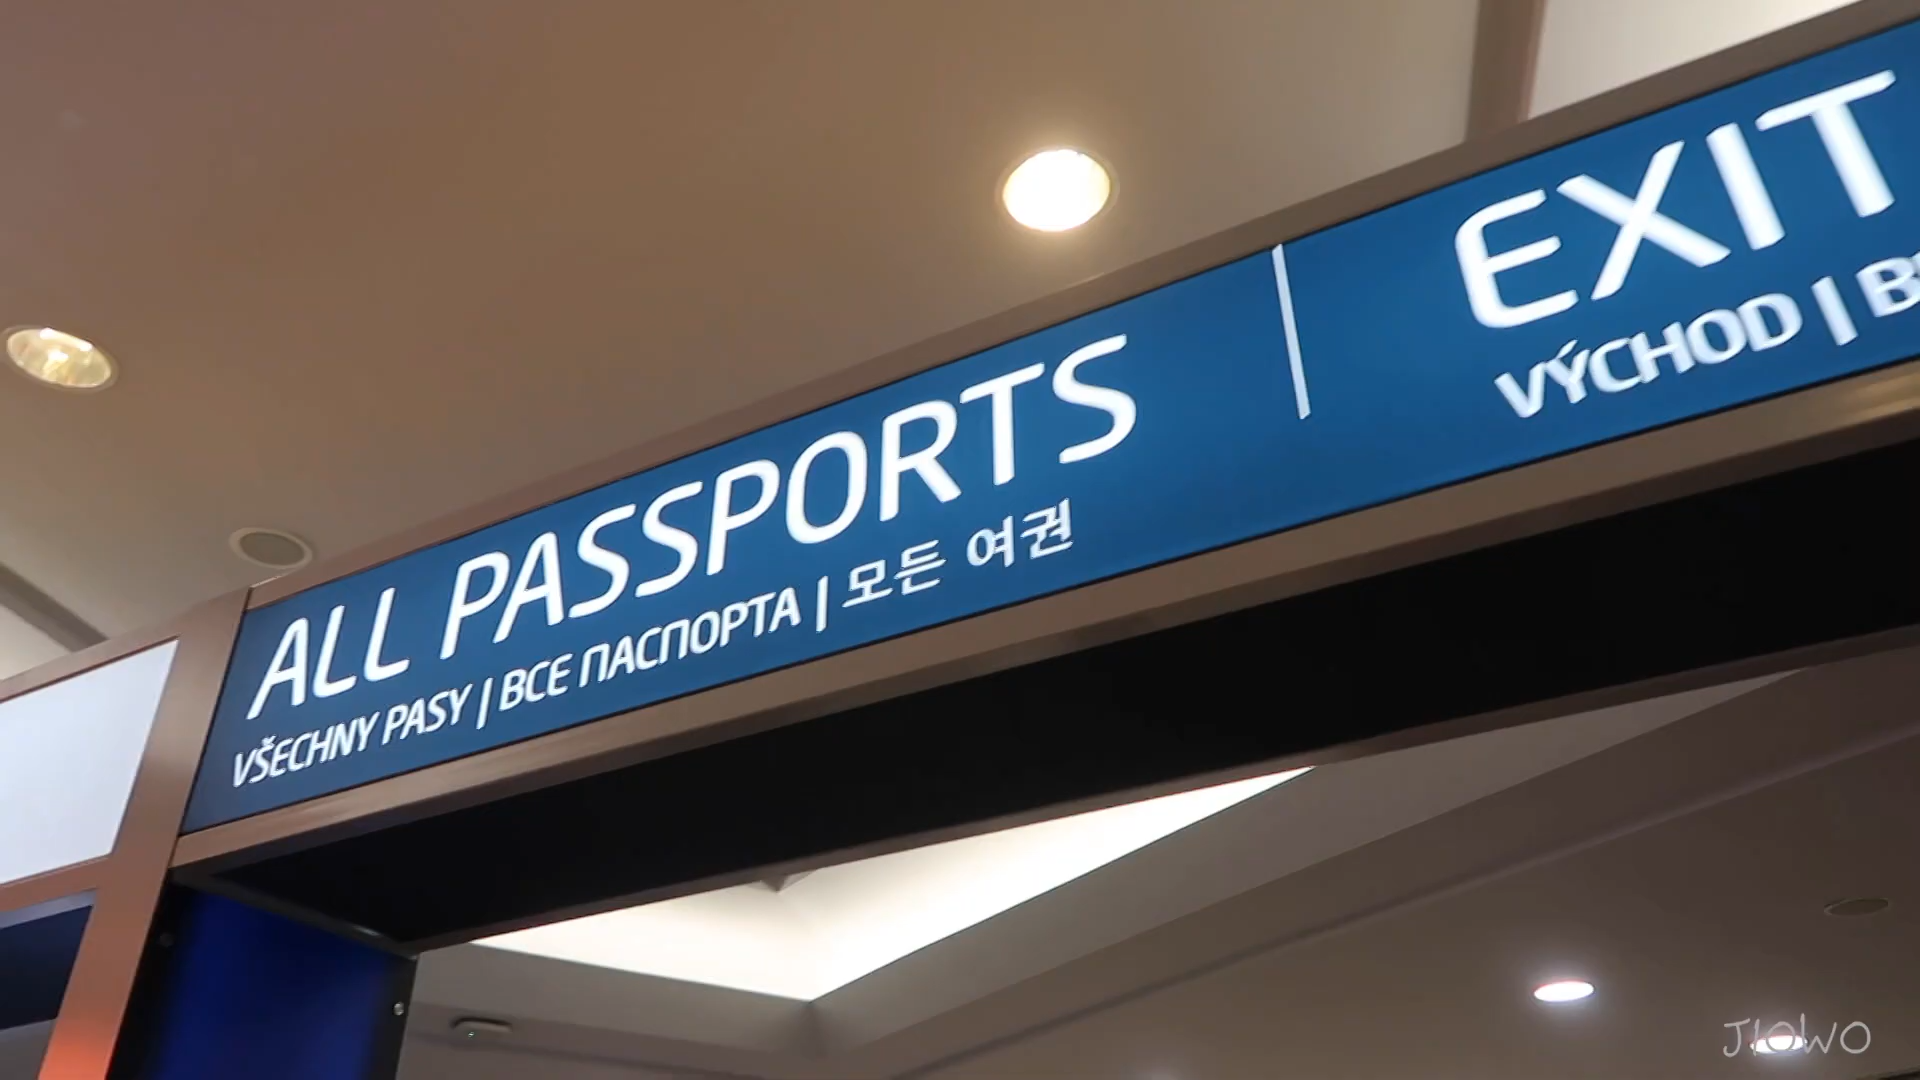 ALL PASSPORTS
VŠECHNY PASY | ВСЕ ПАСПОРТА | 모든 여권
EXIT
VÝCHOD |
JIOWO